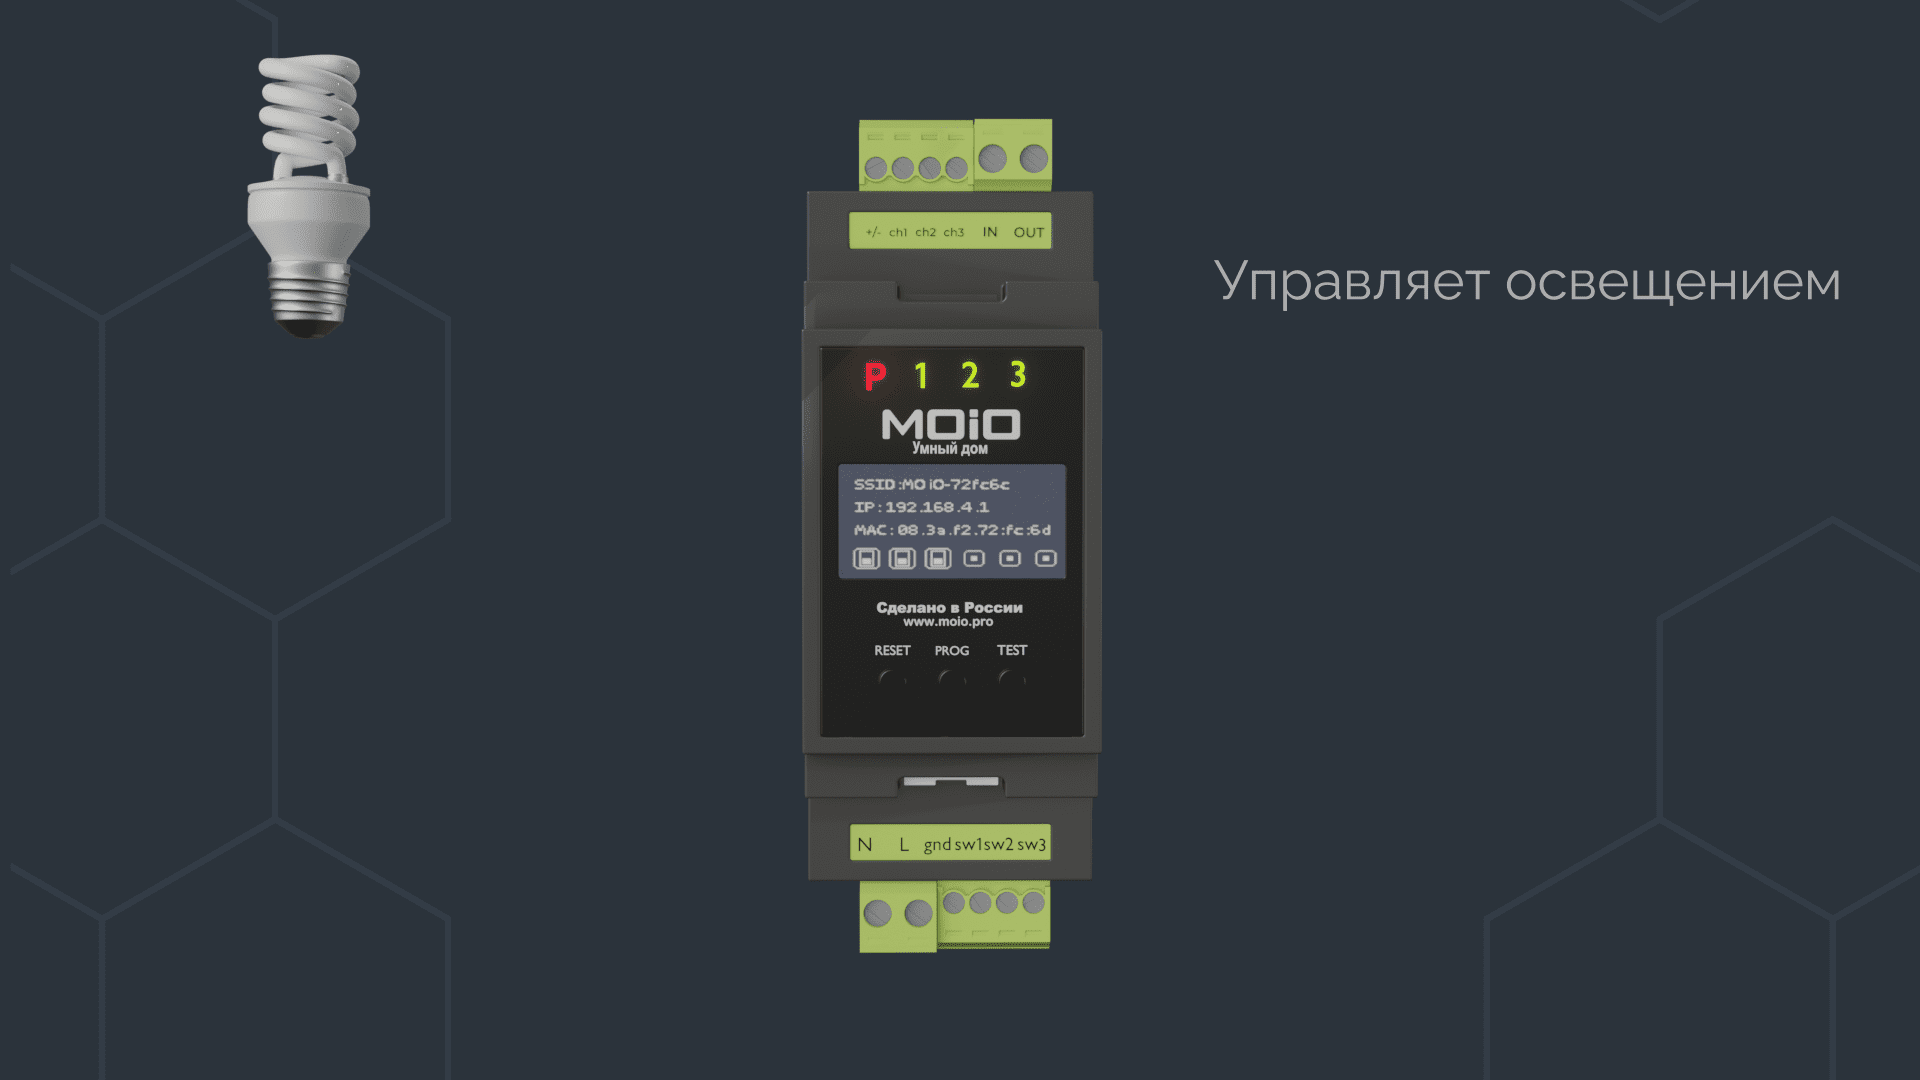 Управляет освещением
+/- ch1 ch2 ch3 IN OUT
P 1 2 3
MOiO
Умный дом
SSID:MOiO-72fc6c
IP:192.168.4.1
MAC:08.3a.f2.72:fc:6d
Сделано в России
www.moio.pro
RESET PROG TEST
N L gnd sw1 sw2 sw3